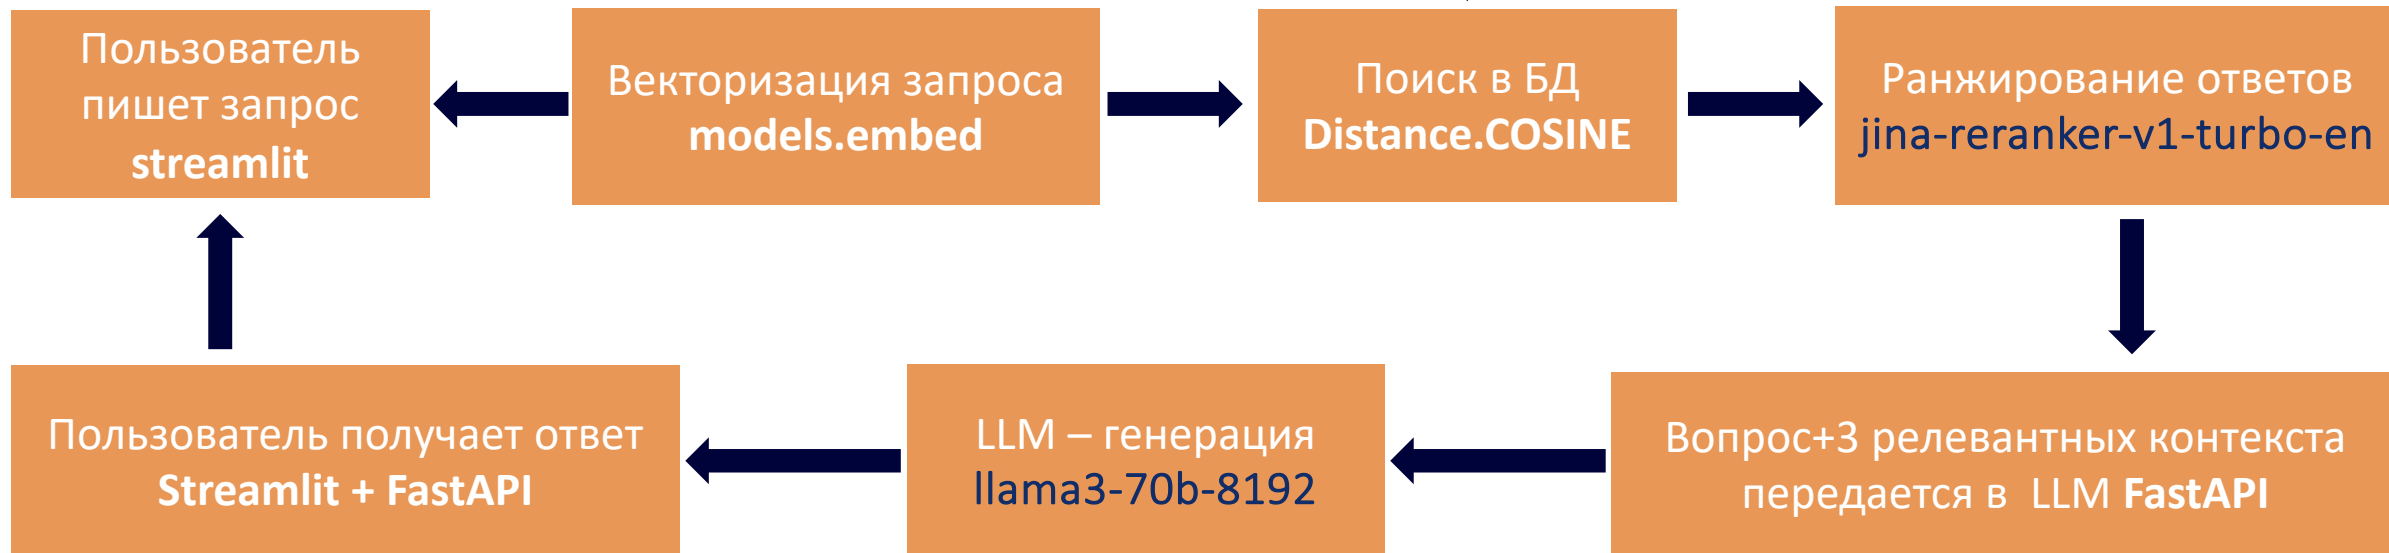 Пользователь
пишет запрос
streamlit
Векторизация запроса
models.embed
Поиск в БД
Distance.COSINE
Ранжирование ответов
jina-reranker-v1-turbo-en
Пользователь получает ответ
Streamlit + FastAPI
LLM – генерация
llama3-70b-8192
Вопрос+3 релевантных контекста
передается в LLM FastAPI